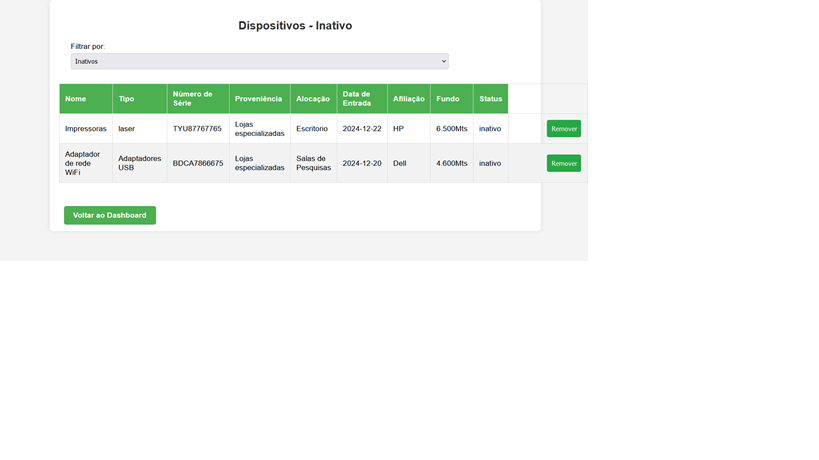 Dispositivos - Inativo
Filtrar por:
Inativos
Nome Tipo Número de Série Proveniência Alocação Data de Entrada Afiliação Fundo Status
Impressoras laser TYU87767765 Lojas especializadas Escritorio 2024-12-22 HP 6.500Mts inativo Remover
Adaptador de rede WiFi Adaptadores USB BDCA7866675 Lojas especializadas Salas de Pesquisas 2024-12-20 Dell 4.600Mts inativo Remover
Voltar ao Dashboard